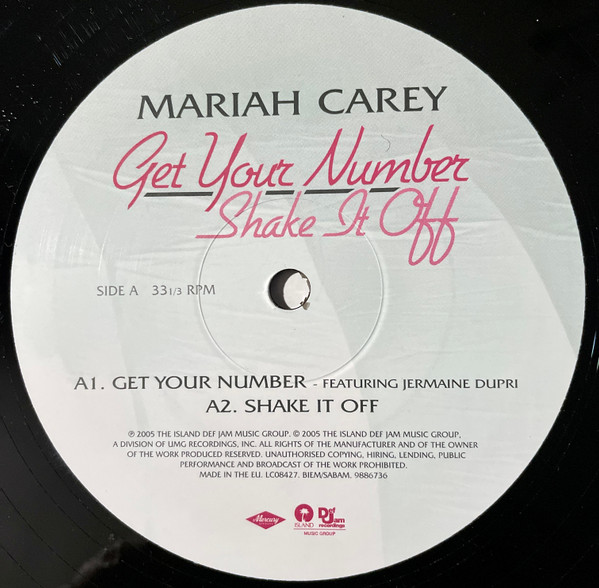 MARIAH CAREY
Get Your Number
Shake It Off
SIDE A 33 1/3 RPM
A1. GET YOUR NUMBER - FEATURING JERMAINE DUPRI
A2. SHAKE IT OFF
℗ 2005 THE ISLAND DEF JAM MUSIC GROUP. © 2005 THE ISLAND DEF JAM MUSIC GROUP,
A DIVISION OF UMG RECORDINGS, INC. ALL RIGHTS OF THE MANUFACTURER AND OF THE OWNER
OF THE WORK PRODUCED RESERVED. UNAUTHORISED COPYING, HIRING, LENDING, PUBLIC
PERFORMANCE AND BROADCAST OF THE WORK PROHIBITED.
MADE IN THE EU. LC08427. BIEM/SABAM. 9886736
Mercury
ISLAND
Def Jam
recordings
MUSIC GROUP